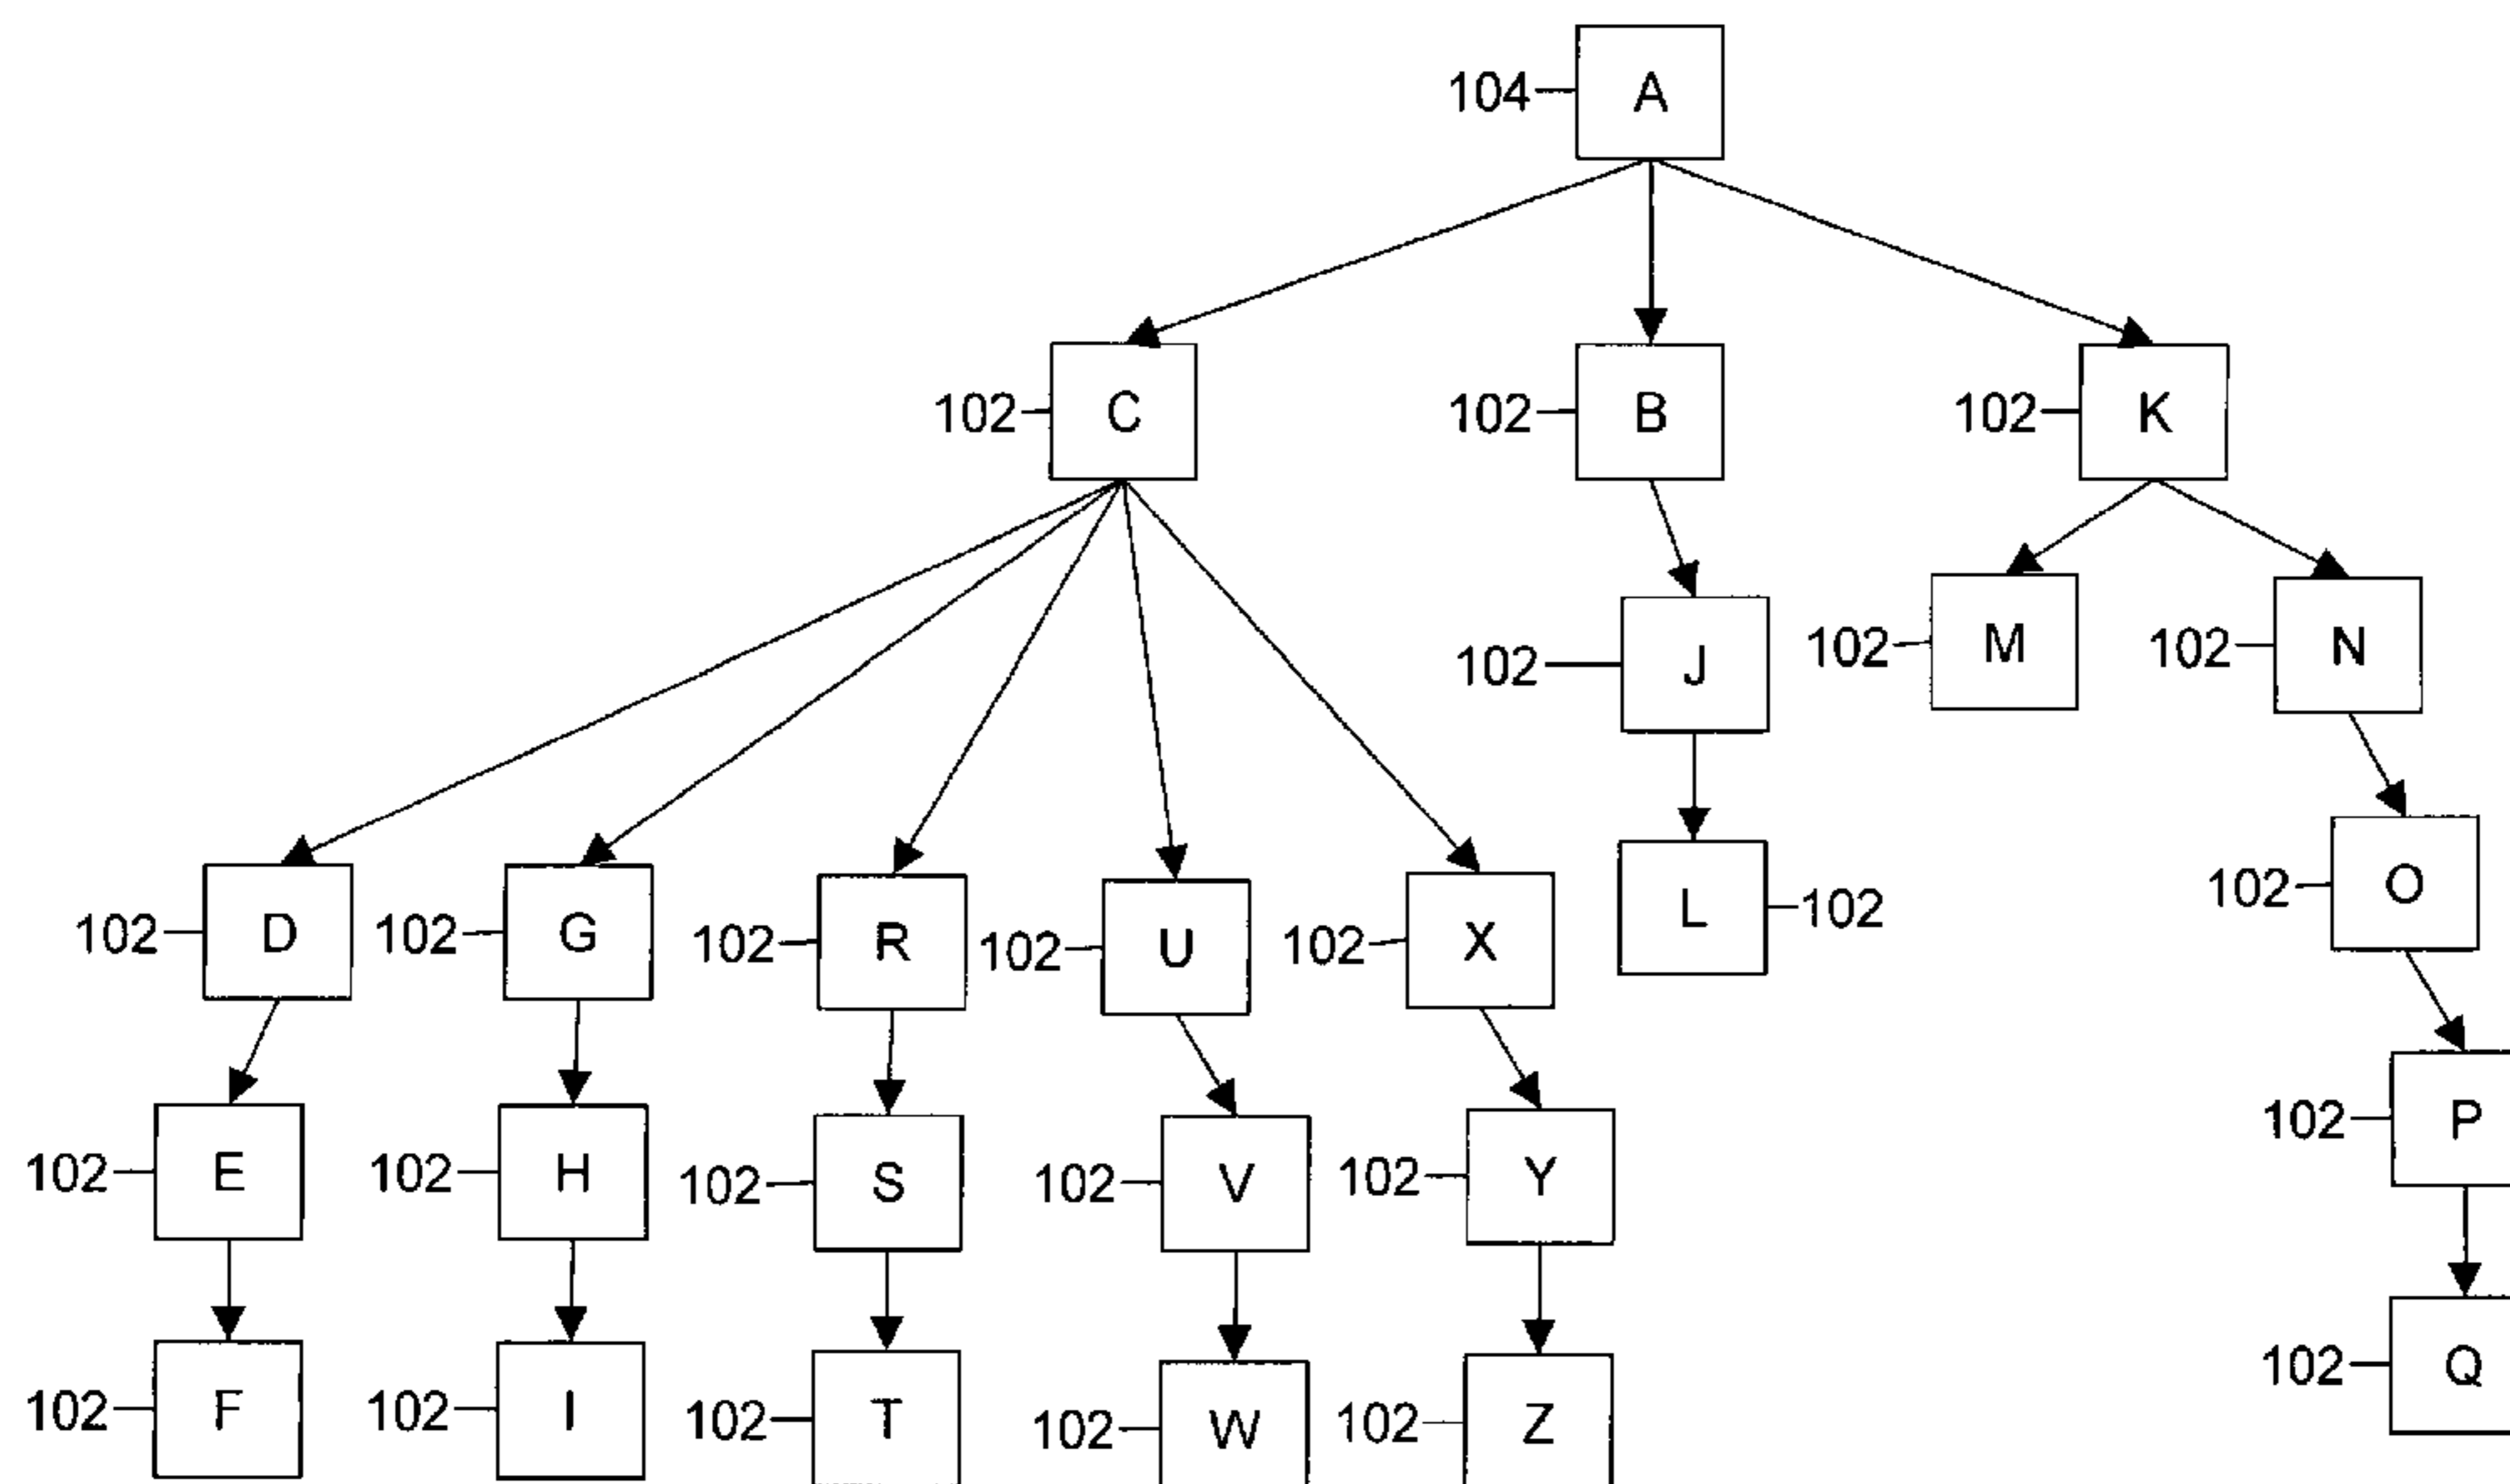 104 A
102 C 102 B 102 K
102 J 102 M 102 N
102 D 102 G 102 R 102 U 102 X L 102 102 O
102 E 102 H 102 S 102 V 102 Y 102 P
102 F 102 I 102 T 102 W 102 Z 102 Q